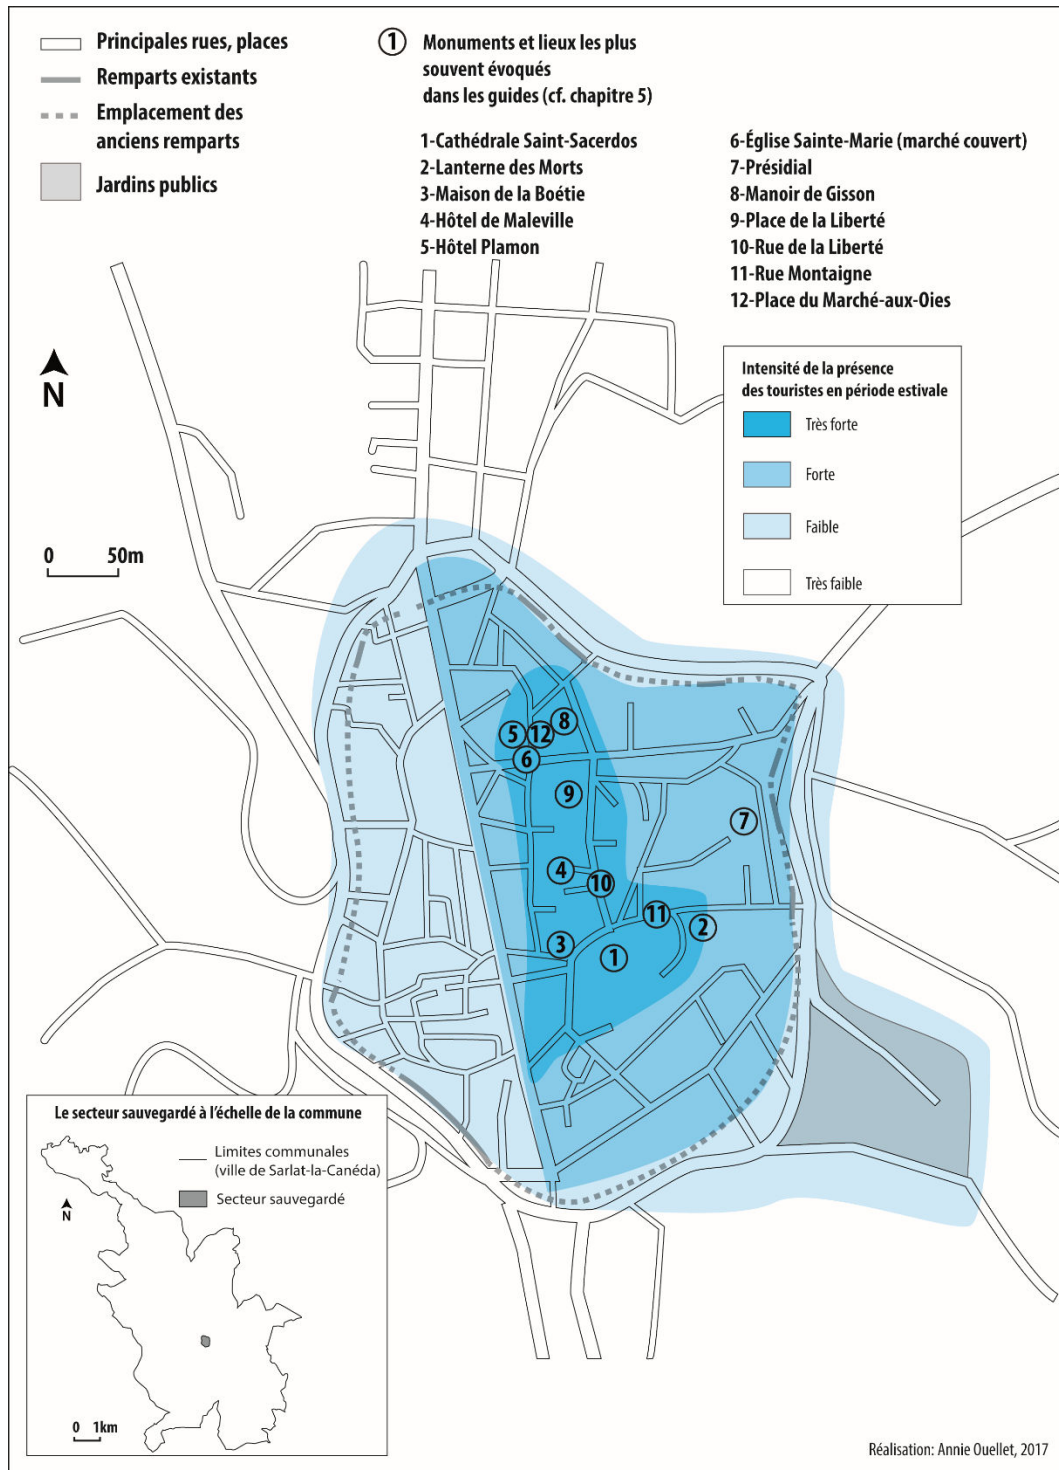 Principales rues, places
Remparts existants
Emplacement des
anciens remparts
Jardins publics
1
Monuments et lieux les plus
souvent évoqués
dans les guides (cf. chapitre 5)
1-Cathédrale Saint-Sacerdos
2-Lanterne des Morts
3-Maison de la Boétie
4-Hôtel de Maleville
5-Hôtel Plamon
6-Église Sainte-Marie (marché couvert)
7-Présidial
8-Manoir de Gisson
9-Place de la Liberté
10-Rue de la Liberté
11-Rue Montaigne
12-Place du Marché-aux-Oies
N
0 50m
Intensité de la présence
des touristes en période estivale
Très forte
Forte
Faible
Très faible
8
5
12
6
9
7
4
10
11
2
3
1
Le secteur sauvegardé à l'échelle de la commune
Limites communales
(ville de Sarlat-la-Canéda)
Secteur sauvegardé
N
0 1km
Réalisation: Annie Ouellet, 2017